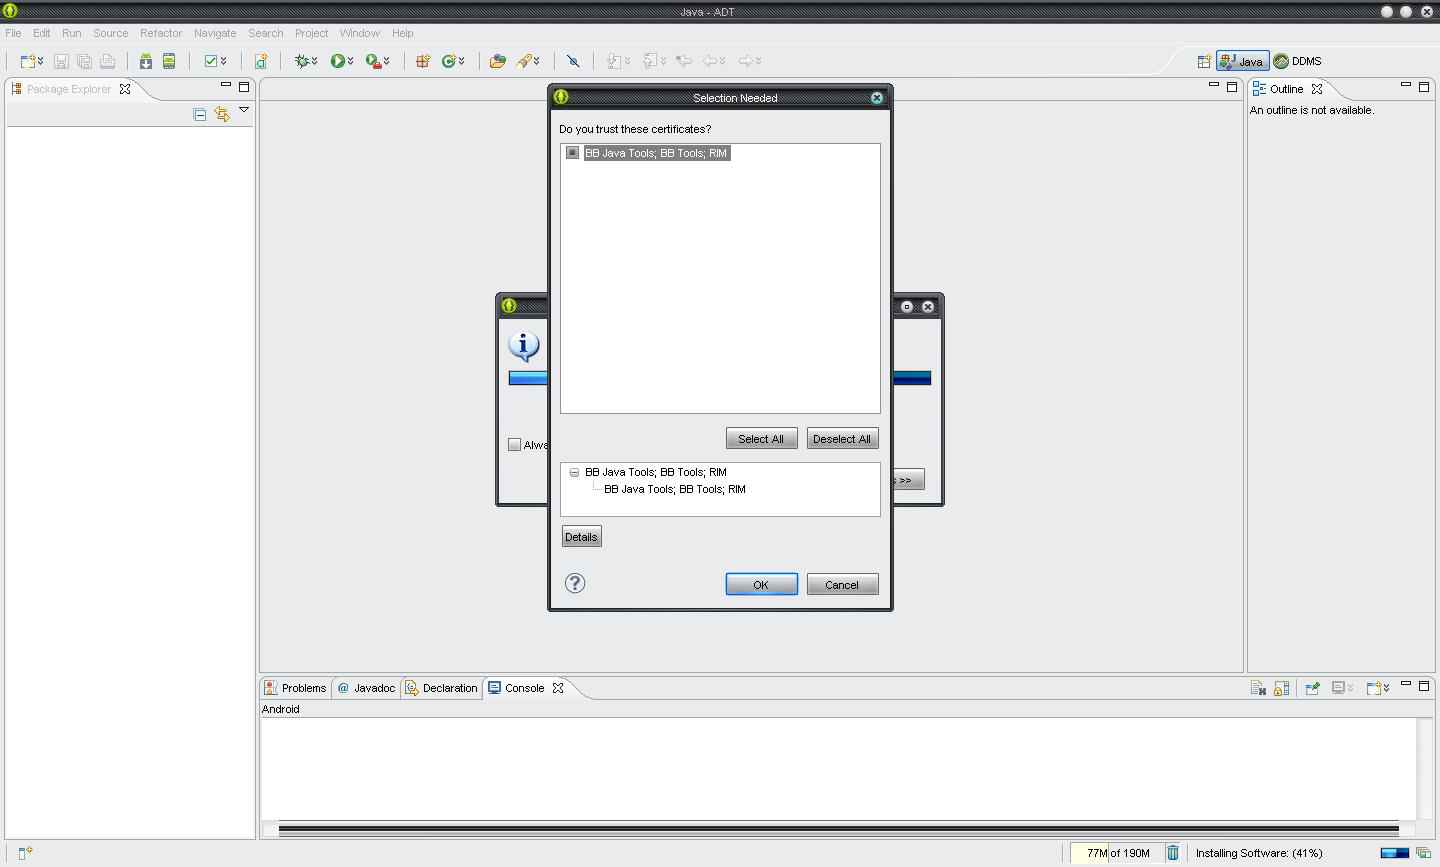 Java - ADT
File Edit Run Source Refactor Navigate Search Project Window Help
Java DDMS
Package Explorer
Outline
An outline is not available.
Selection Needed
Do you trust these certificates?
BB Java Tools; BB Tools; RIM
Select All Deselect All
BB Java Tools; BB Tools; RIM
BB Java Tools; BB Tools; RIM
Details
OK Cancel
Alwa
s >>
Problems @ Javadoc Declaration Console
Android
77M of 190M Installing Software: (41%)